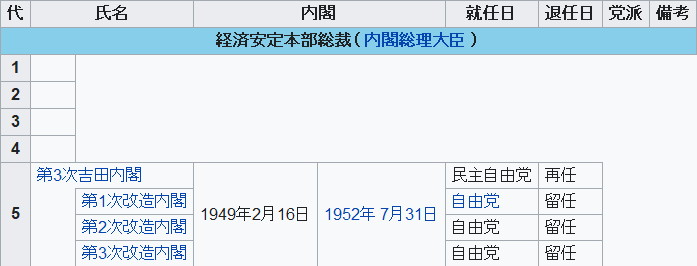 代 氏名 内閣 就任日 退任日 党派 備考
経済安定本部総裁（内閣総理大臣）
1
2
3
4
5 第3次吉田内閣 1949年2月16日 1952年 7月31日 民主自由党 再任
第1次改造内閣 自由党 留任
第2次改造内閣 自由党 留任
第3次改造内閣 自由党 留任